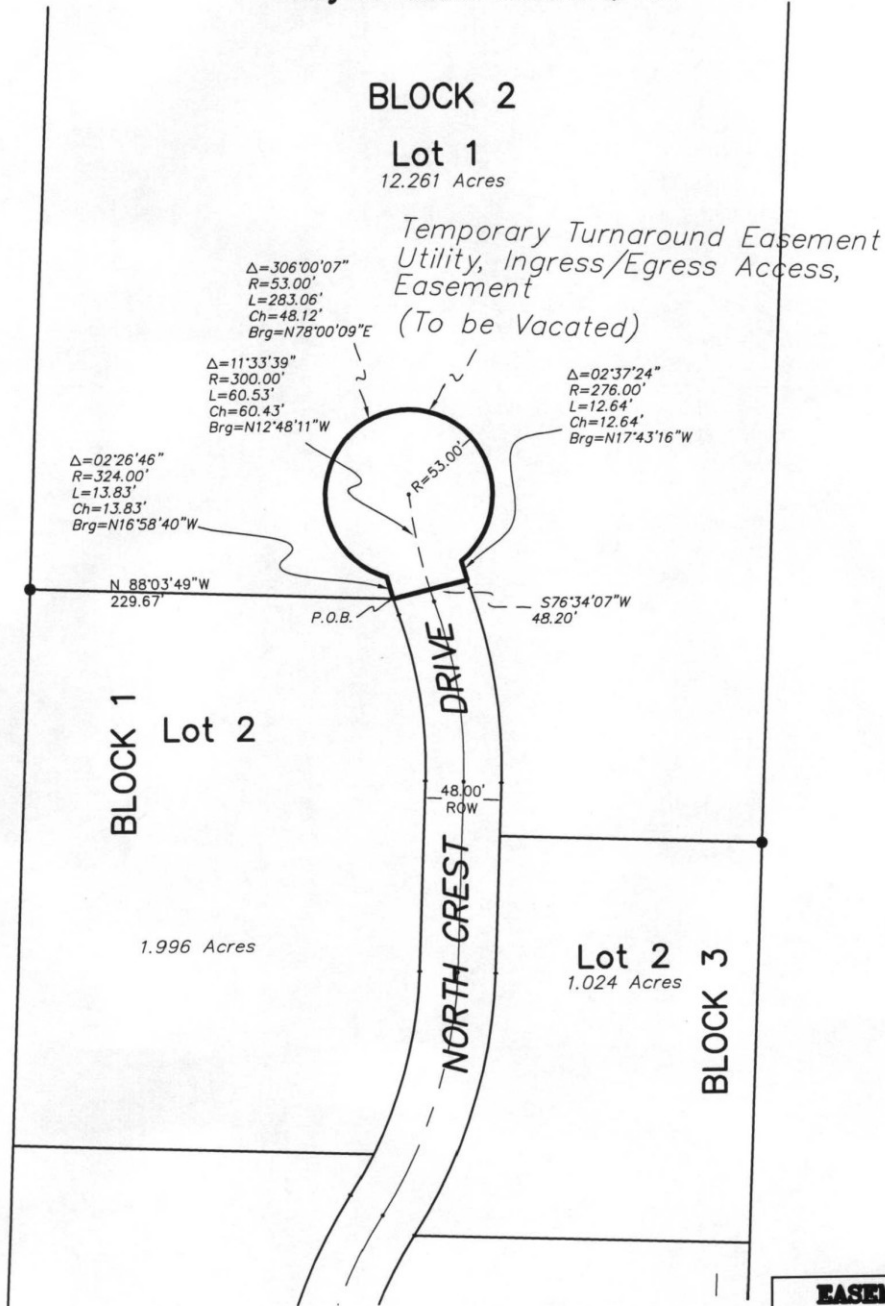 BLOCK 2
Lot 1
12.261 Acres
Temporary Turnaround Easement
Utility, Ingress/Egress Access,
Easement
(To be Vacated)
Δ=306°00'07"
R=53.00'
L=283.06'
Ch=48.12'
Brg=N78°00'09"E
Δ=11°33'39"
R=300.00'
L=60.53'
Ch=60.43'
Brg=N12°48'11"W
Δ=02°37'24"
R=276.00'
L=12.64'
Ch=12.64'
Brg=N17°43'16"W
Δ=02°26'46"
R=324.00'
L=13.83'
Ch=13.83'
Brg=N16°58'40"W
R=53.00'
N 88°03'49"W
229.67'
P.O.B.
S76°34'07"W
48.20'
BLOCK 1
Lot 2
1.996 Acres
48.00'
ROW
NORTH CREST DRIVE
Lot 2
1.024 Acres
BLOCK 3